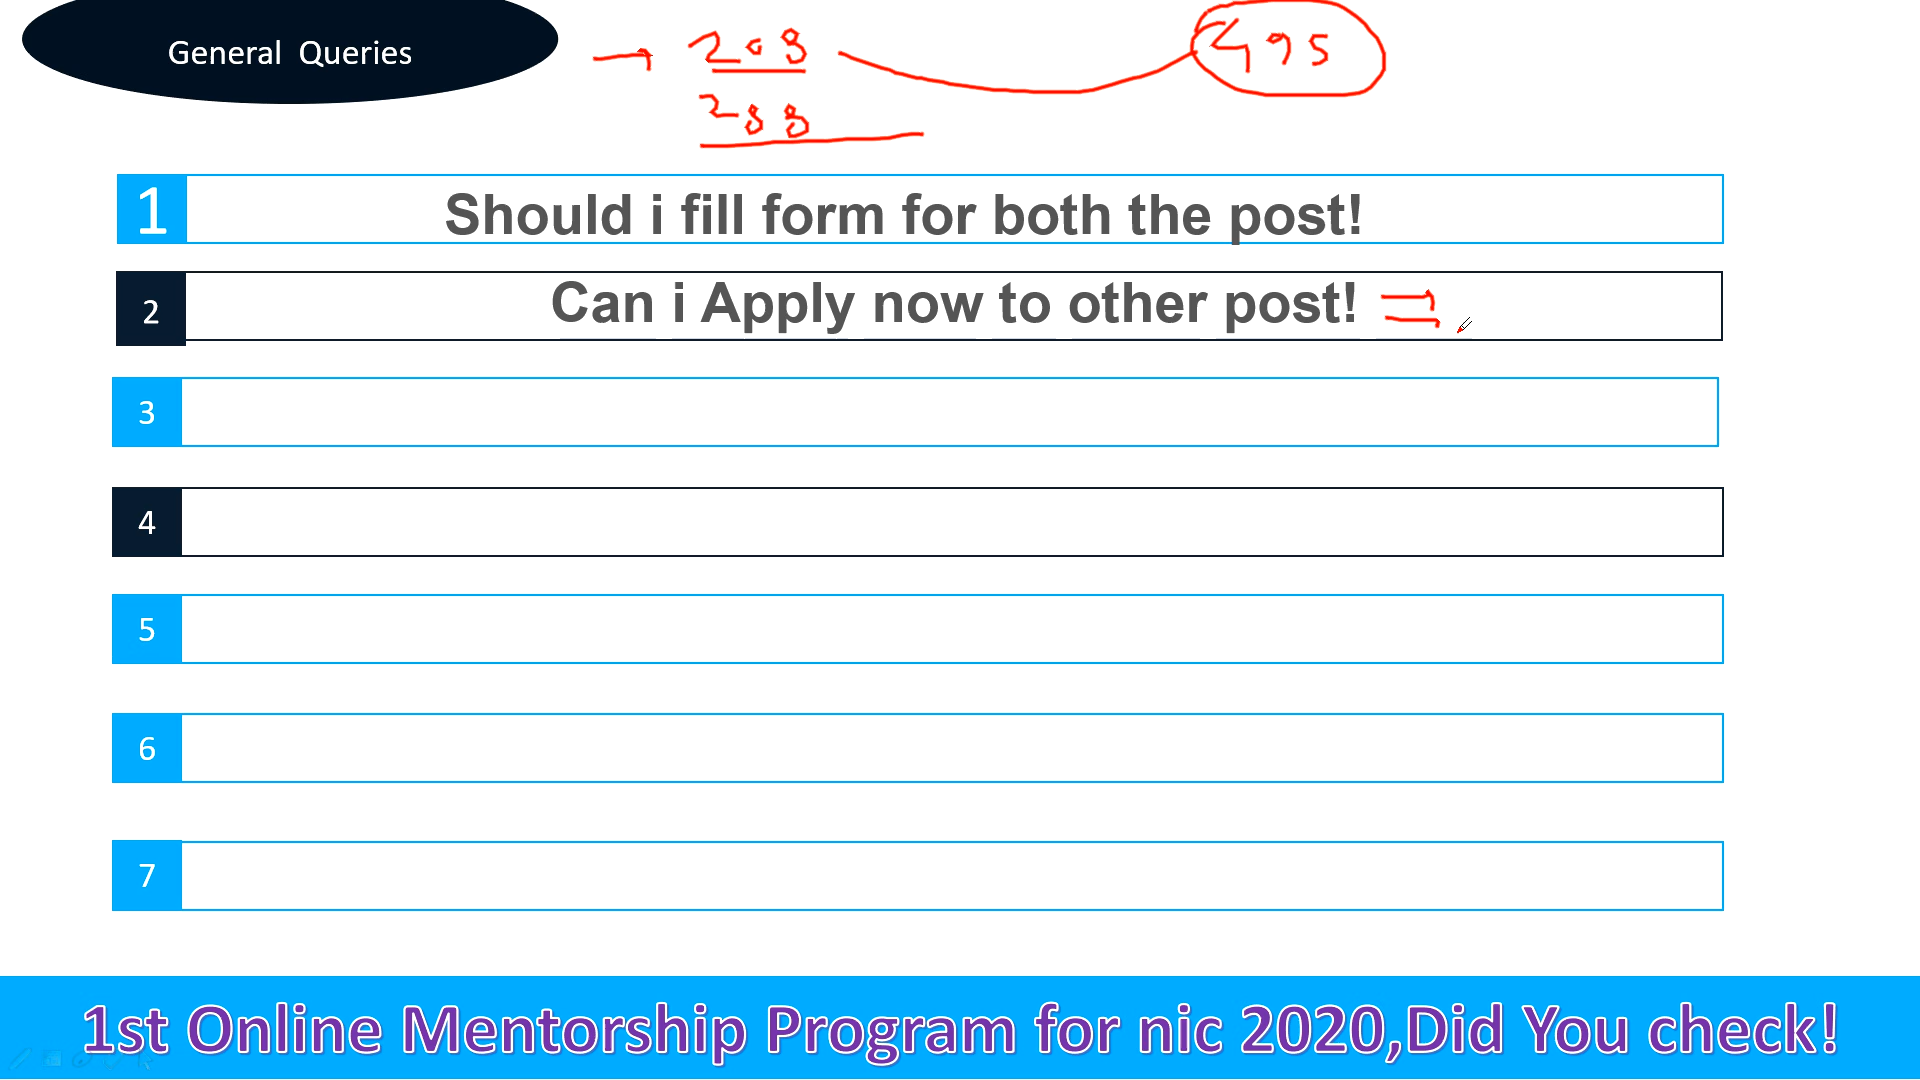 General Queries
208
495
288
1 Should i fill form for both the post!
2 Can i Apply now to other post!
3
4
5
6
7
1st Online Mentorship Program for nic 2020,Did You check!